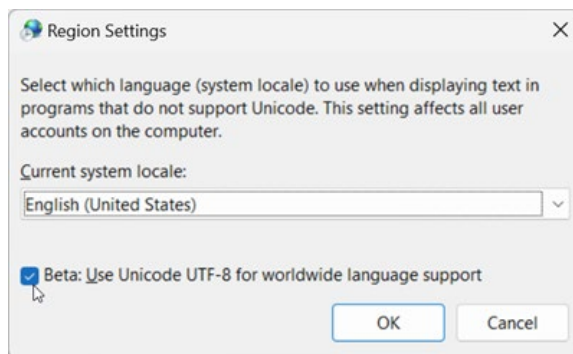 Region Settings
Select which language (system locale) to use when displaying text in
programs that do not support Unicode. This setting affects all user
accounts on the computer.
Current system locale:
English (United States)
Beta: Use Unicode UTF-8 for worldwide language support
OK Cancel